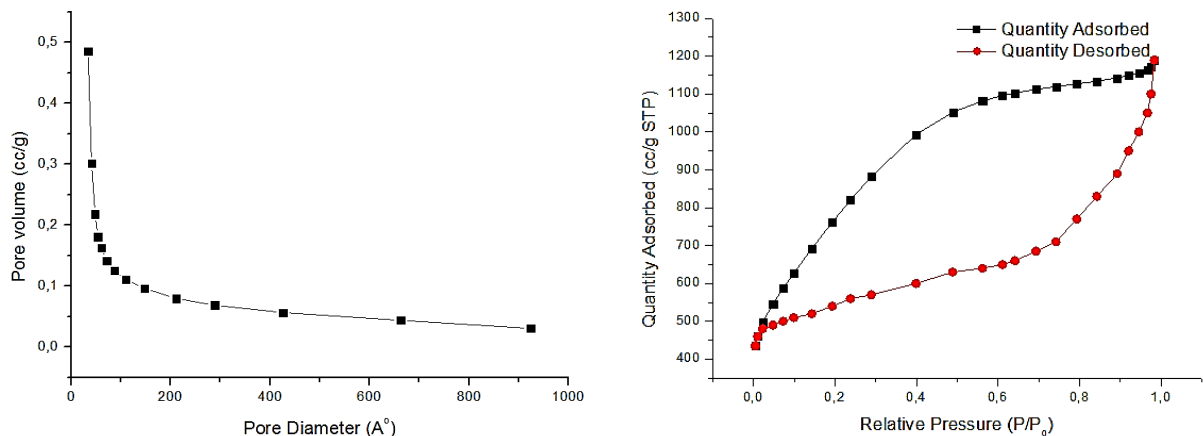 0,5
0,4
0,3
0,2
0,1
0,0
Pore volume (cc/g)
0 200 400 600 800 1000
Pore Diameter (A°)
1300
1200
1100
1000
900
800
700
600
500
400
Quantity Adsorbed (cc/g STP)
Quantity Adsorbed
Quantity Desorbed
0,0 0,2 0,4 0,6 0,8 1,0
Relative Pressure (P/P₀)